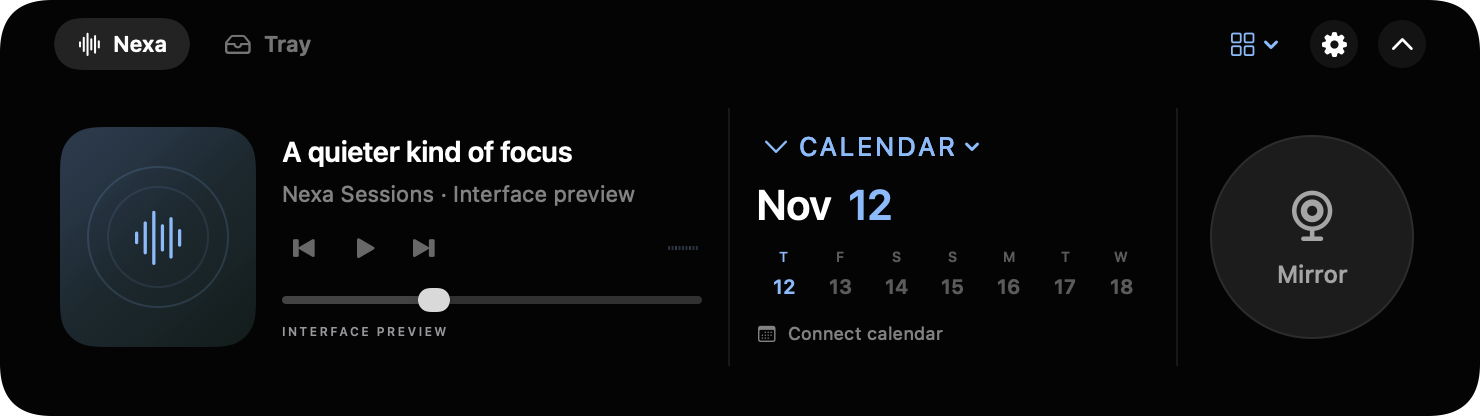 Nexa
Tray
A quieter kind of focus
Nexa Sessions · Interface preview
INTERFACE PREVIEW
CALENDAR
Nov 12
T F S S M T W
12 13 14 15 16 17 18
Connect calendar
Mirror